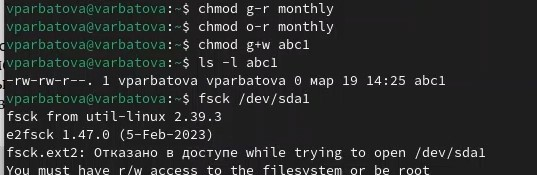 vparbatova@varbatova:~$ chmod g-r monthly
vparbatova@varbatova:~$ chmod o-r monthly
vparbatova@varbatova:~$ chmod g+w abc1
vparbatova@varbatova:~$ ls -l abc1
-rw-rw-r--. 1 vparbatova vparbatova 0 мар 19 14:25 abc1
vparbatova@varbatova:~$ fsck /dev/sda1
fsck from util-linux 2.39.3
e2fsck 1.47.0 (5-Feb-2023)
fsck.ext2: Отказано в доступе while trying to open /dev/sda1
You must have r/w access to the filesystem or be root